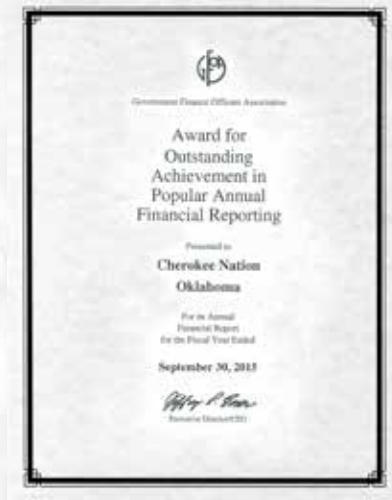 Government Finance Officers Association
Award for
Outstanding
Achievement in
Popular Annual
Financial Reporting
Presented to
Cherokee Nation
Oklahoma
For its Annual
Financial Report
for the Fiscal Year Ended
September 30, 2015
Executive Director/CEO